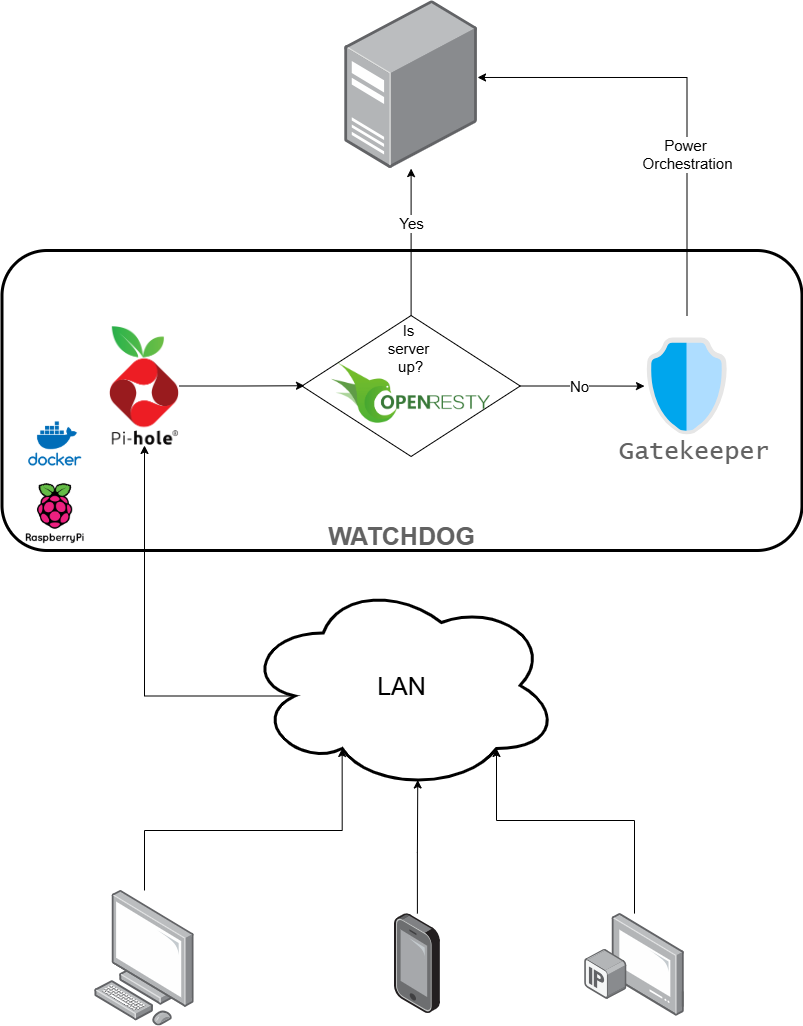 Power
Orchestration
Yes
Is
server
up?
OPENRESTY
No
Pi-hole®
Gatekeeper
docker
RaspberryPi
WATCHDOG
LAN
IP